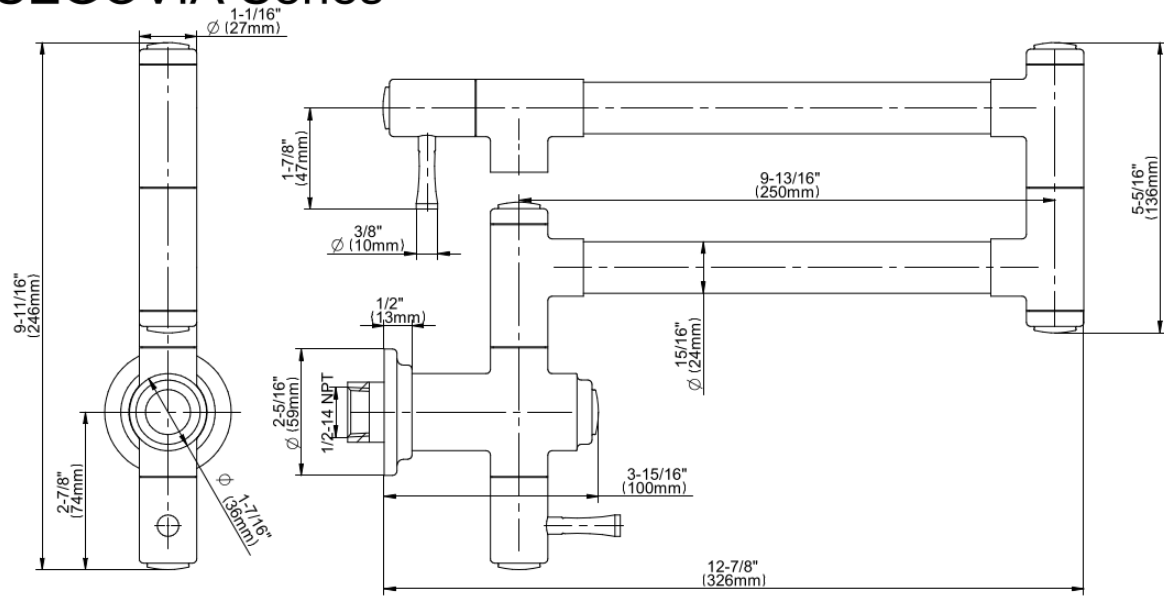 1-1/16"
Ø (27mm)
9-11/16"
(246mm)
2-7/8"
(74mm)
Ø 1-7/16"
(36mm)
1-7/8"
(47mm)
3/8"
Ø (10mm)
9-13/16"
(250mm)
5-5/16"
(136mm)
1/2"
(13mm)
15/16"
Ø (24mm)
2-5/16"
Ø (59mm)
1/2-14 NPT
3-15/16"
(100mm)
12-7/8"
(326mm)